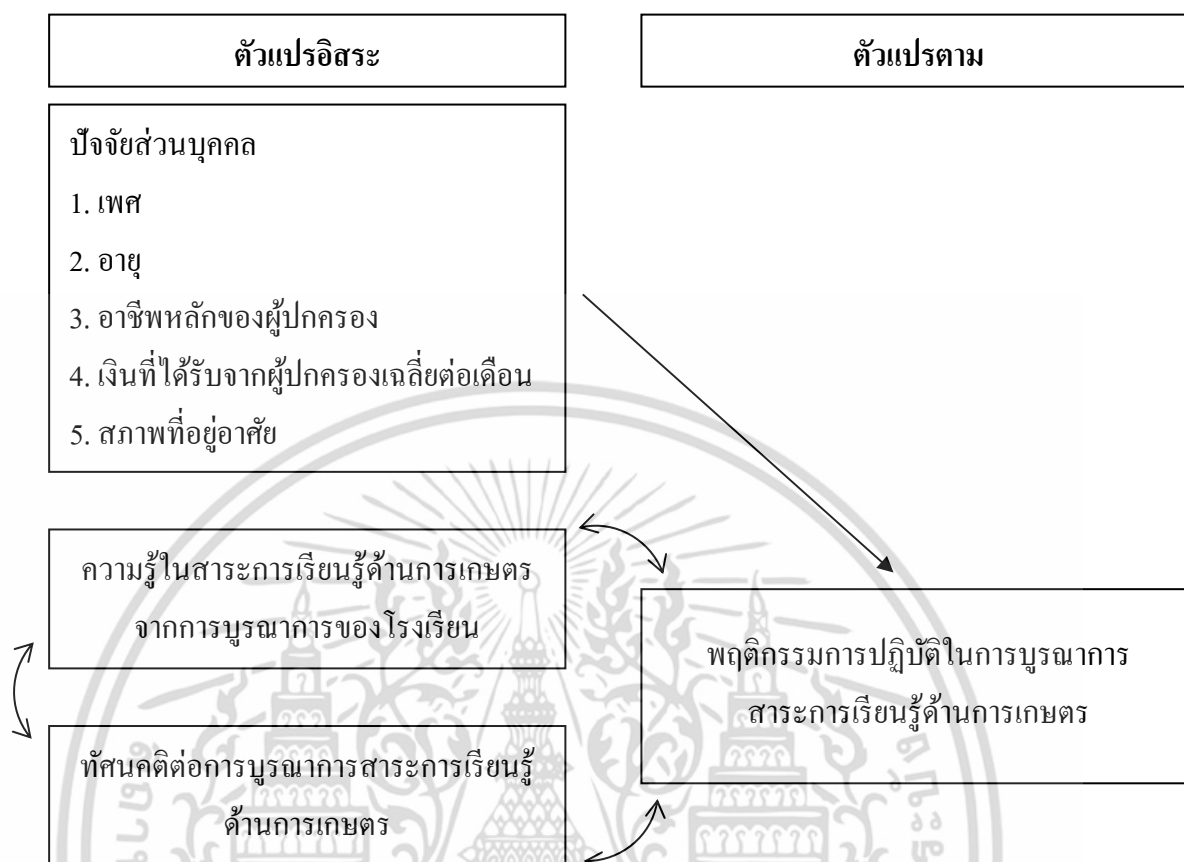 ตัวแปรอิสระ
ตัวแปรตาม
ปัจจัยส่วนบุคคล
1. เพศ
2. อายุ
3. อาชีพหลักของผู้ปกครอง
4. เงินที่ได้รับจากผู้ปกครองเฉลี่ยต่อเดือน
5. สภาพที่อยู่อาศัย
ความรู้ในสาระการเรียนรู้ด้านการเกษตร
จากการบูรณาการของโรงเรียน
ทัศนคติต่อการบูรณาการสาระการเรียนรู้
ด้านการเกษตร
พฤติกรรมการปฏิบัติในการบูรณาการ
สาระการเรียนรู้ด้านการเกษตร